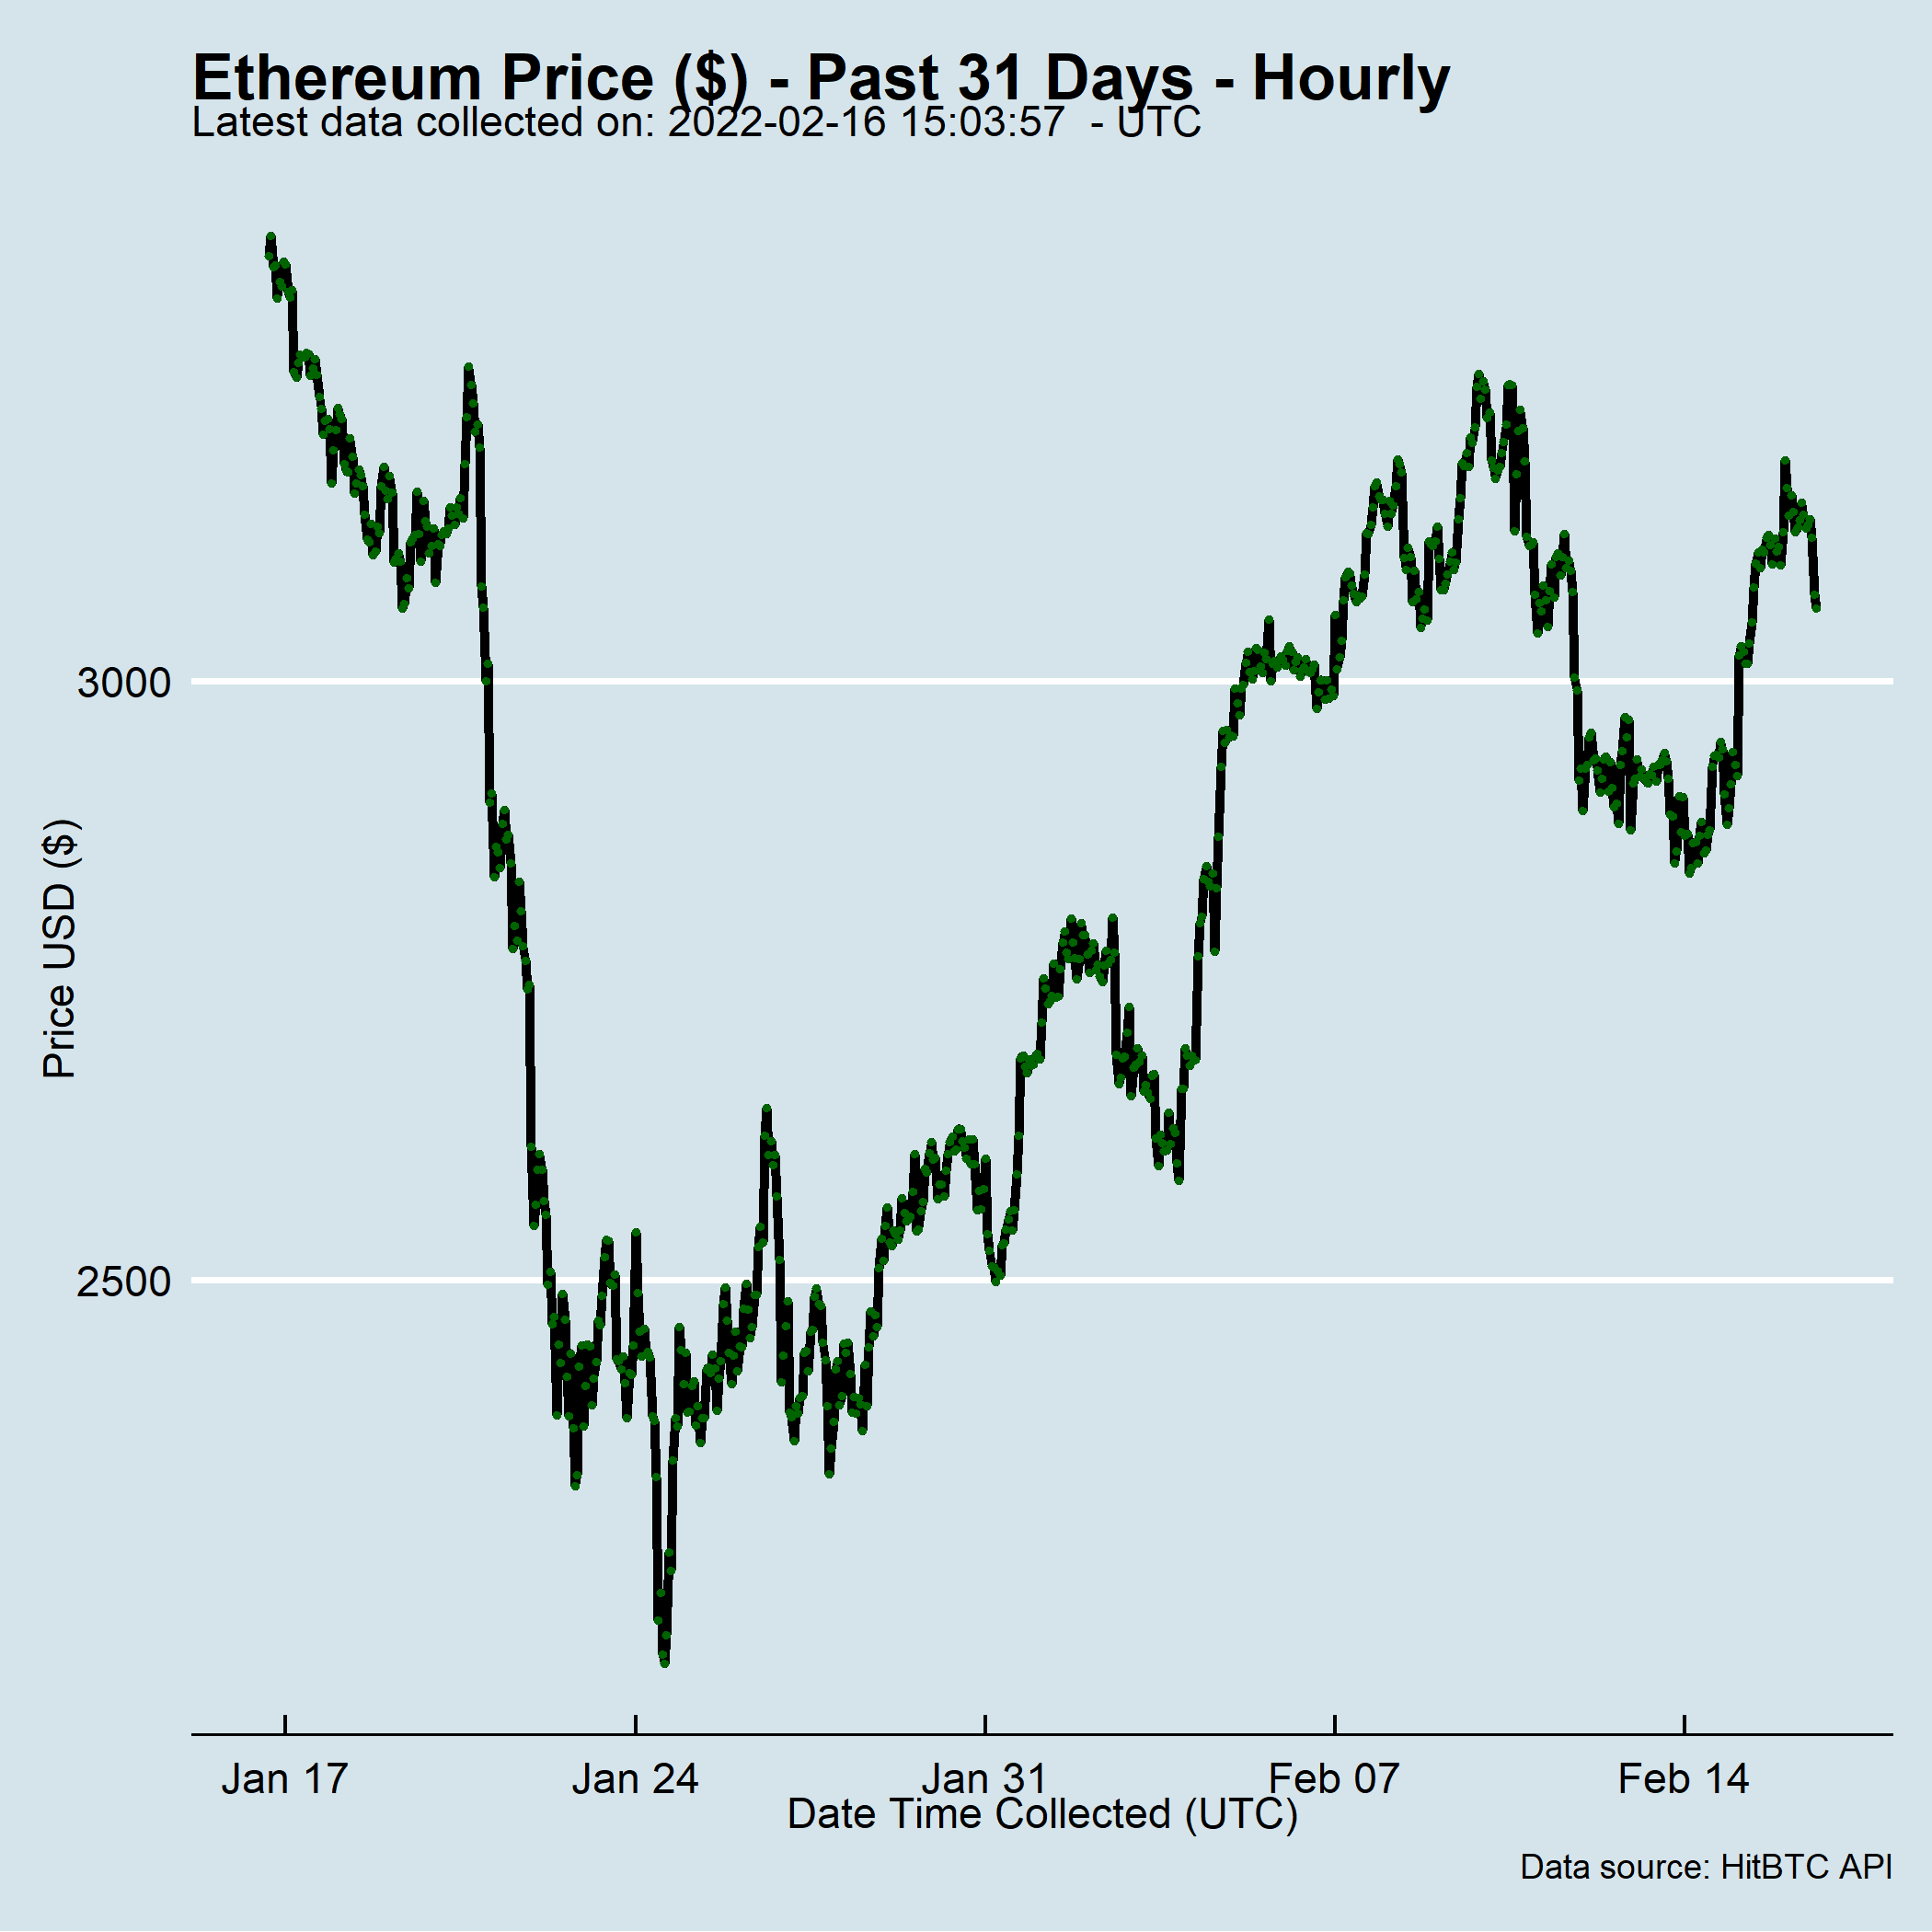 Ethereum Price ($) - Past 31 Days - Hourly
Latest data collected on: 2022-02-16 15:03:57  - UTC
3000
2500
Price USD ($)
Jan 17
Jan 24
Jan 31
Feb 07
Feb 14
Date Time Collected (UTC)
Data source: HitBTC API